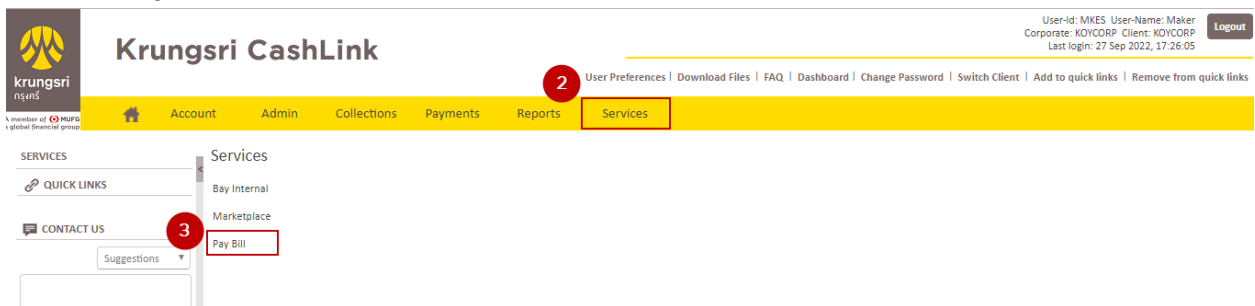 User-Id: MKES User-Name: Maker
Corporate: KOYCORP Client: KOYCORP
Last login: 27 Sep 2022, 17:26:05
Logout
krungsri
กรุงศรี
A member of MUFG
a global financial group
Krungsri CashLink
2
User Preferences | Download Files | FAQ | Dashboard | Change Password | Switch Client | Add to quick links | Remove from quick links
Account Admin Collections Payments Reports Services
SERVICES
QUICK LINKS
CONTACT US
Suggestions
Services
Bay Internal
Marketplace
3
Pay Bill